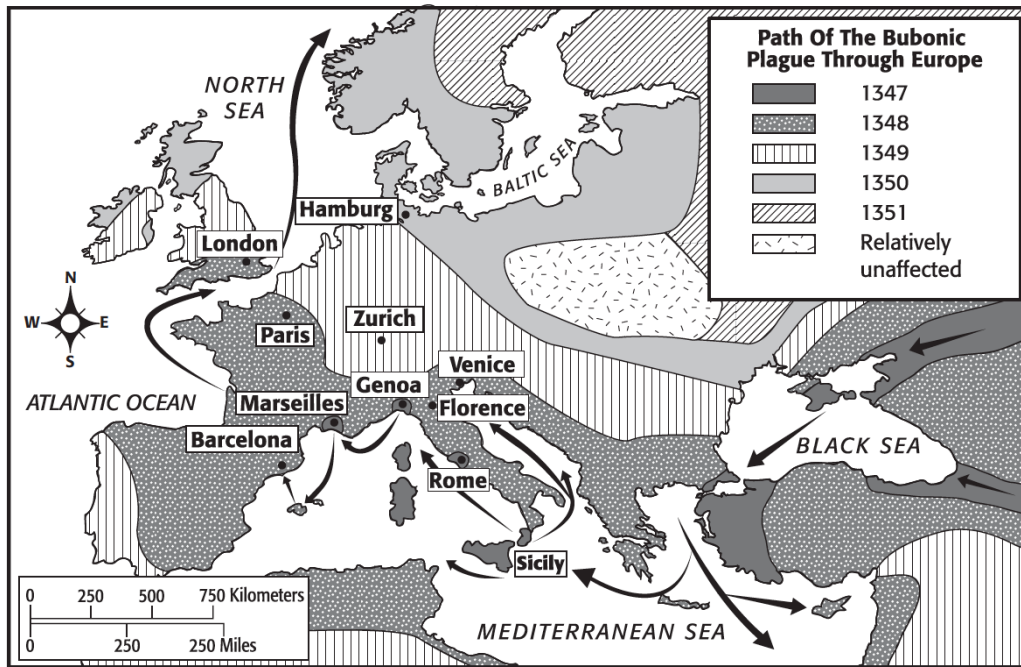 Path Of The Bubonic
Plague Through Europe
1347
1348
1349
1350
1351
Relatively
unaffected
NORTH
SEA
BALTIC SEA
Hamburg
London
N
W
E
S
Paris
Zurich
Venice
Genoa
ATLANTIC OCEAN
Marseilles
Florence
Barcelona
BLACK SEA
Rome
Sicily
MEDITERRANEAN SEA
0 250 500 750 Kilometers
0 250 250 Miles